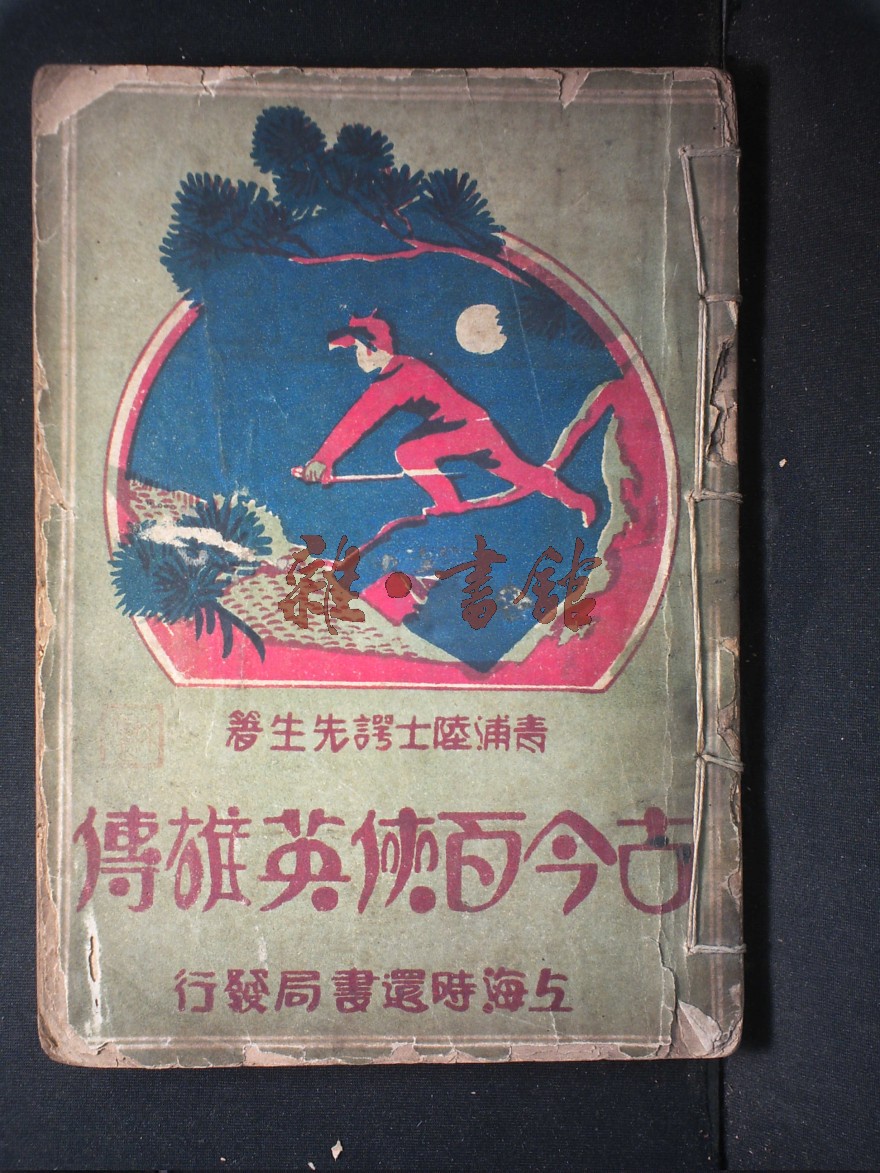 雜·書館
青浦陸士諤先生著
古今百俠英雄傳
上海時還書局發行